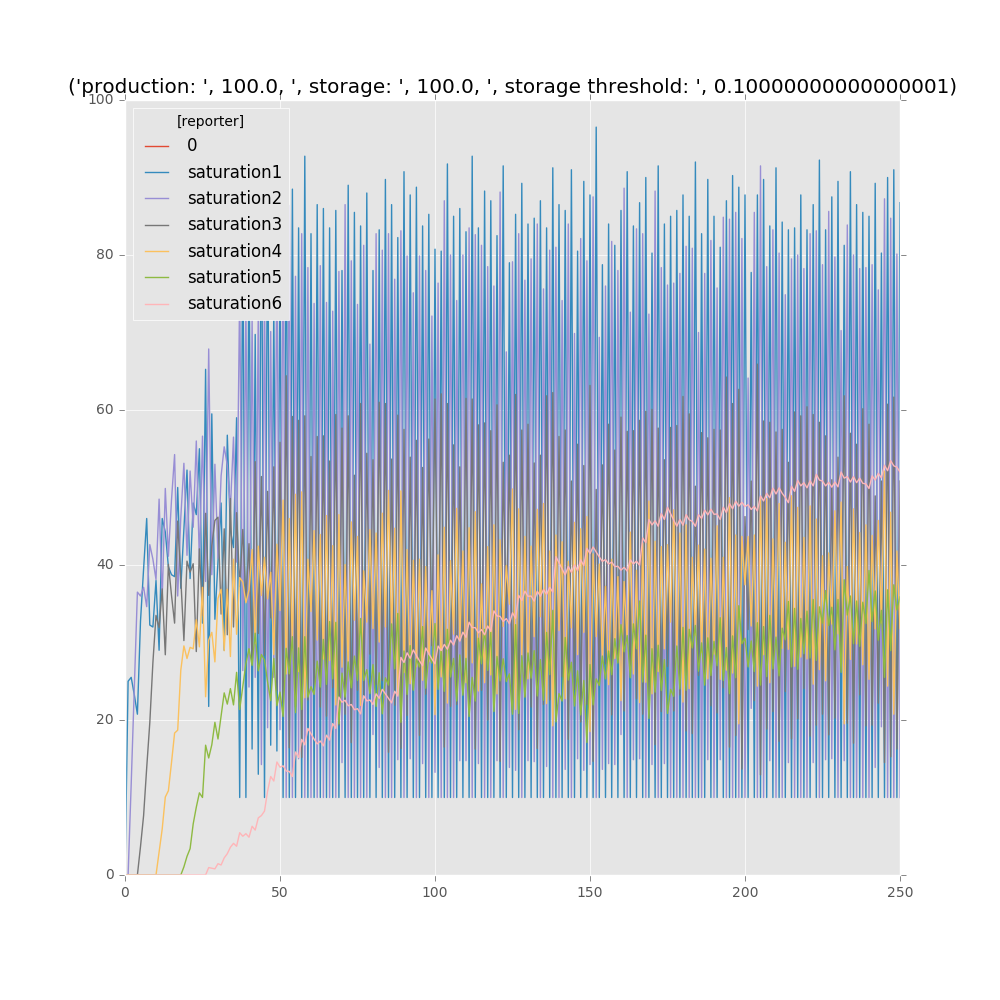 ('production: ', 100.0, ', storage: ', 100.0, ', storage threshold: ', 0.10000000000000001)
100
80
60
40
20
0
[reporter]
0
saturation1
saturation2
saturation3
saturation4
saturation5
saturation6
0 50 100 150 200 250